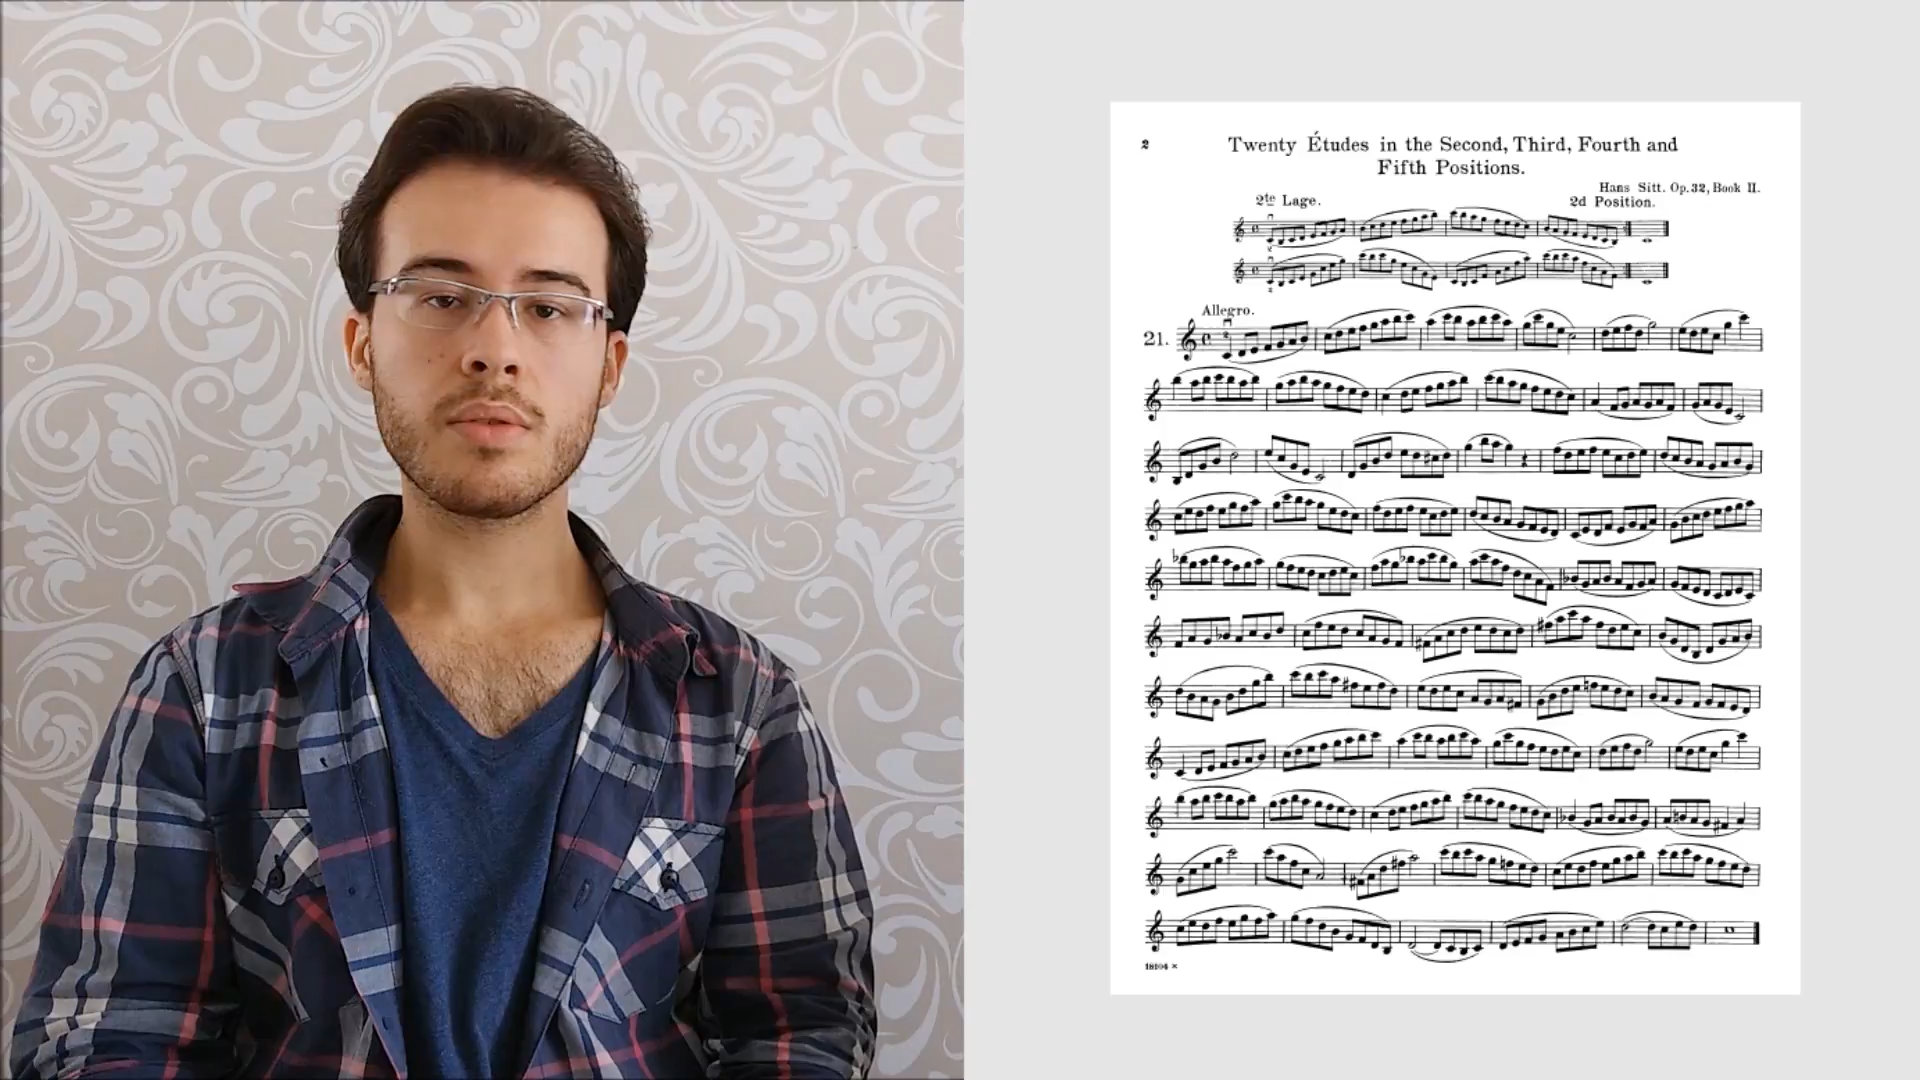 2
Twenty Études in the Second, Third, Fourth and
Fifth Positions.
Hans Sitt. Op.32, Book II.
2te Lage.
2d Position.
Allegro.
21.
18104 x